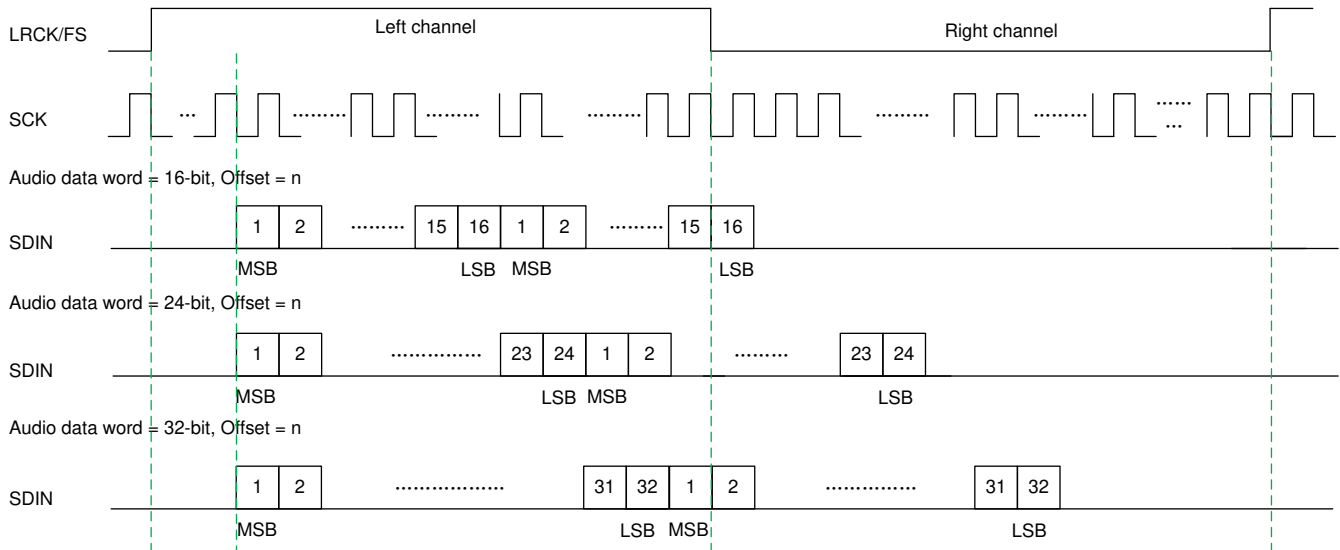 LRCK/FS Left channel Right channel
SCK ... ......... ......... ......... ......... ......... ...... ...
Audio data word = 16-bit, Offset = n
SDIN 1 2 ......... 15 16 1 2 ......... 15 16
MSB LSB MSB LSB
Audio data word = 24-bit, Offset = n
SDIN 1 2 ............... 23 24 1 2 ......... 23 24
MSB LSB MSB LSB
Audio data word = 32-bit, Offset = n
SDIN 1 2 .................. 31 32 1 2 ............... 31 32
MSB LSB MSB LSB